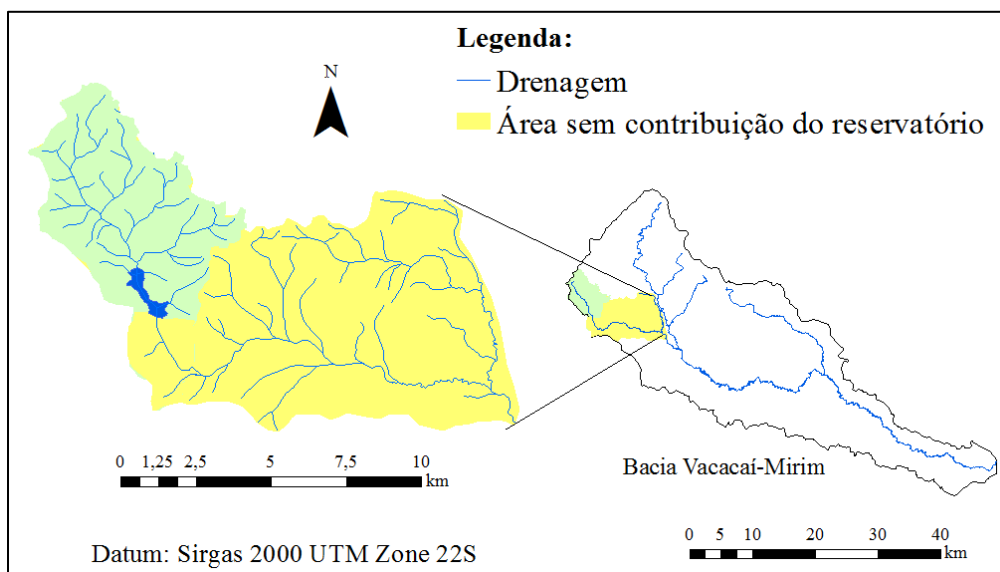 Legenda:
Drenagem
Área sem contribuição do reservatório
N
Bacia Vacacaí-Mirim
0 1,25 2,5 5 7,5 10
km
0 5 10 20 30 40
km
Datum: Sirgas 2000 UTM Zone 22S